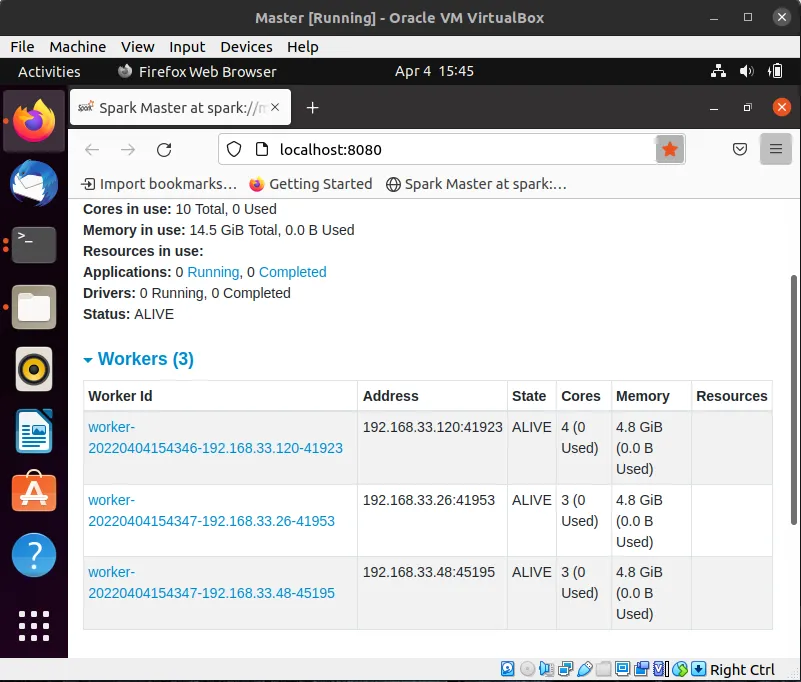 Master [Running] - Oracle VM VirtualBox
File Machine View Input Devices Help
Activities Firefox Web Browser Apr 4 15:45
Spark Spark Master at spark://m
localhost:8080
Import bookmarks… Getting Started Spark Master at spark:…
Cores in use: 10 Total, 0 Used
Memory in use: 14.5 GiB Total, 0.0 B Used
Resources in use:
Applications: 0 Running, 0 Completed
Drivers: 0 Running, 0 Completed
Status: ALIVE
Workers (3)
Worker Id Address State Cores Memory Resources
worker- 192.168.33.120:41923 ALIVE 4 (0 4.8 GiB
20220404154346-192.168.33.120-41923 Used) (0.0 B
Used)
worker- 192.168.33.26:41953 ALIVE 3 (0 4.8 GiB
20220404154347-192.168.33.26-41953 Used) (0.0 B
Used)
worker- 192.168.33.48:45195 ALIVE 3 (0 4.8 GiB
20220404154347-192.168.33.48-45195 Used) (0.0 B
Used)
Right Ctrl